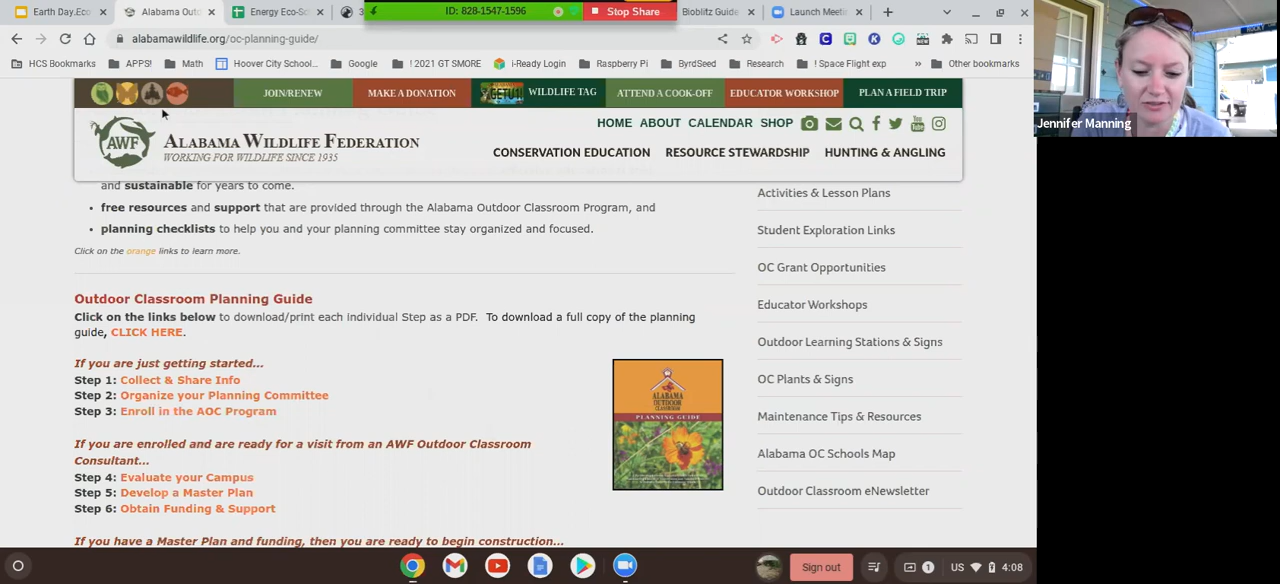 Earth Day.Eco
Alabama Out
Energy Eco-Sc
3
ID: 828-1547-1596
Stop Share
Bioblitz Guide
Launch Meeti
alabamawildlife.org/oc-planning-guide/
HCS Bookmarks
APPS!
Math
Hoover City School...
Google
! 2021 GT SMORE
i-Ready Login
Raspberry Pi
ByrdSeed
Research
! Space Flight exp
»
Other bookmarks
JOIN/RENEW
MAKE A DONATION
WILDLIFE TAG
ATTEND A COOK-OFF
EDUCATOR WORKSHOP
PLAN A FIELD TRIP
AWF
ALABAMA WILDLIFE FEDERATION
WORKING FOR WILDLIFE SINCE 1935
HOME ABOUT CALENDAR SHOP
CONSERVATION EDUCATION RESOURCE STEWARDSHIP HUNTING & ANGLING
and sustainable for years to come.
• free resources and support that are provided through the Alabama Outdoor Classroom Program, and
• planning checklists to help you and your planning committee stay organized and focused.
Click on the orange links to learn more.
Outdoor Classroom Planning Guide
Click on the links below to download/print each individual Step as a PDF. To download a full copy of the planning
guide, CLICK HERE.
If you are just getting started...
Step 1: Collect & Share Info
Step 2: Organize your Planning Committee
Step 3: Enroll in the AOC Program
If you are enrolled and are ready for a visit from an AWF Outdoor Classroom
Consultant...
Step 4: Evaluate your Campus
Step 5: Develop a Master Plan
Step 6: Obtain Funding & Support
If you have a Master Plan and funding, then you are ready to begin construction...
ALABAMA
OUTDOOR
CLASSROOM
PLANNING GUIDE
Activities & Lesson Plans
Student Exploration Links
OC Grant Opportunities
Educator Workshops
Outdoor Learning Stations & Signs
OC Plants & Signs
Maintenance Tips & Resources
Alabama OC Schools Map
Outdoor Classroom eNewsletter
Jennifer Manning
Sign out
1
US
4:08